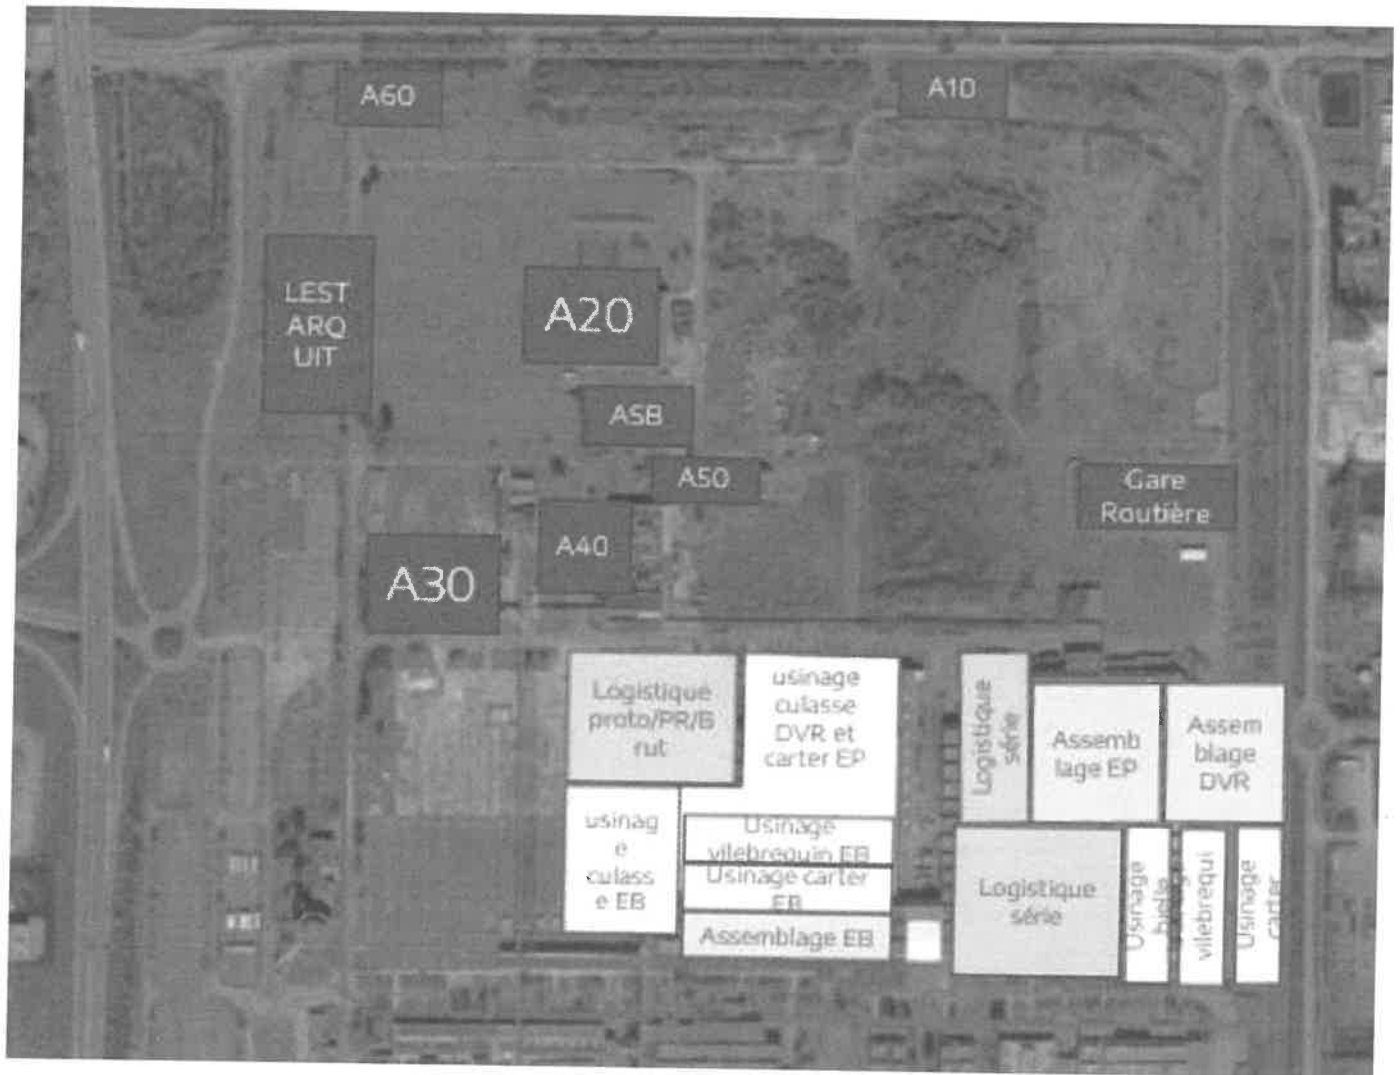 A60
A10
LEST
ARQ
UIT
A20
ASB
A50
Gare
Routière
A40
A30
Logistique
proto/PR/B
rut
usinage
culasse
DVR et
carter EP
Logistique
série
Assemb
lage EP
Assem
blage
DVR
usinag
e
culass
e EB
Usinage
vilebrequin EB
Usinage carter
EB
Assemblage EB
Logistique
série
Usinage
vilebrequi
Usinage
carter